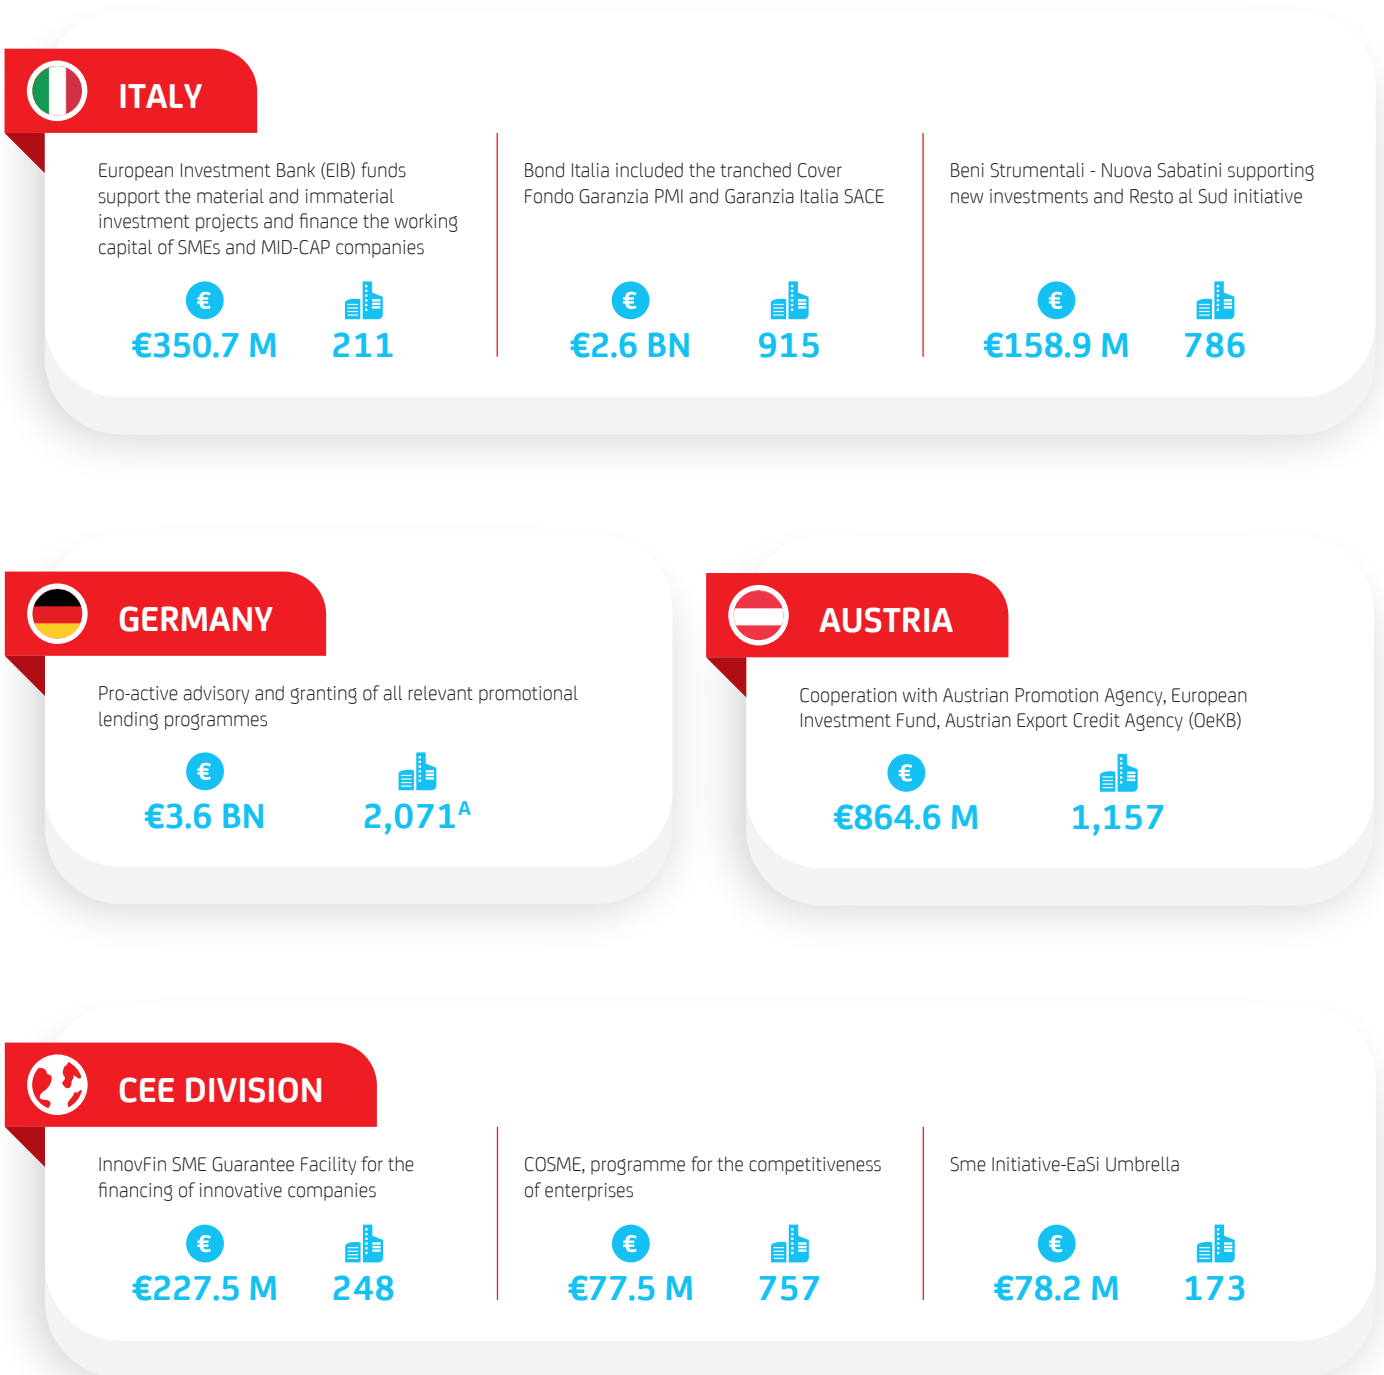 ITALY
European Investment Bank (EIB) funds
support the material and immaterial
investment projects and finance the working
capital of SMEs and MID-CAP companies
€
€350.7 M
211
Bond Italia included the tranched Cover
Fondo Garanzia PMI and Garanzia Italia SACE
€
€2.6 BN
915
Beni Strumentali - Nuova Sabatini supporting
new investments and Resto al Sud initiative
€
€158.9 M
786
GERMANY
Pro-active advisory and granting of all relevant promotional
lending programmes
€
€3.6 BN
2,071ᴬ
AUSTRIA
Cooperation with Austrian Promotion Agency, European
Investment Fund, Austrian Export Credit Agency (OeKB)
€
€864.6 M
1,157
CEE DIVISION
InnovFin SME Guarantee Facility for the
financing of innovative companies
€
€227.5 M
248
COSME, programme for the competitiveness
of enterprises
€
€77.5 M
757
Sme Initiative-EaSi Umbrella
€
€78.2 M
173